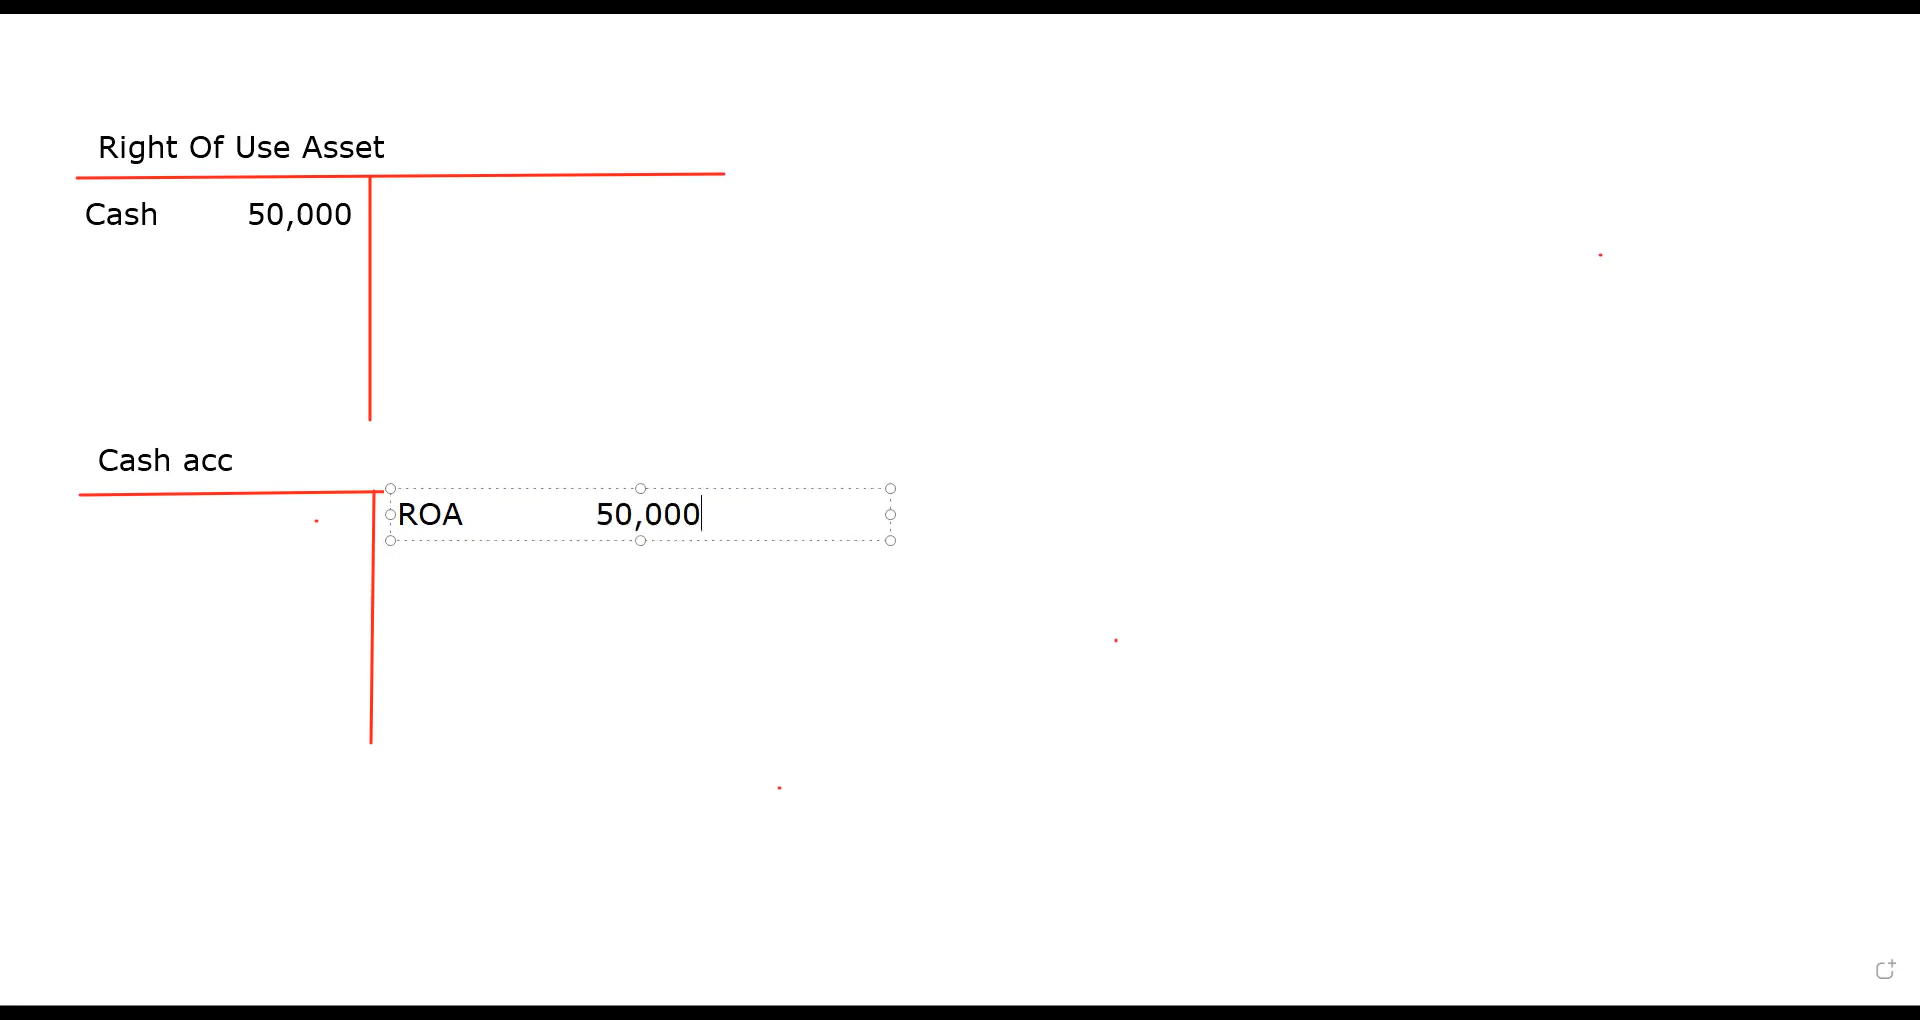 Right Of Use Asset
Cash 50,000
Cash acc
ROA 50,000